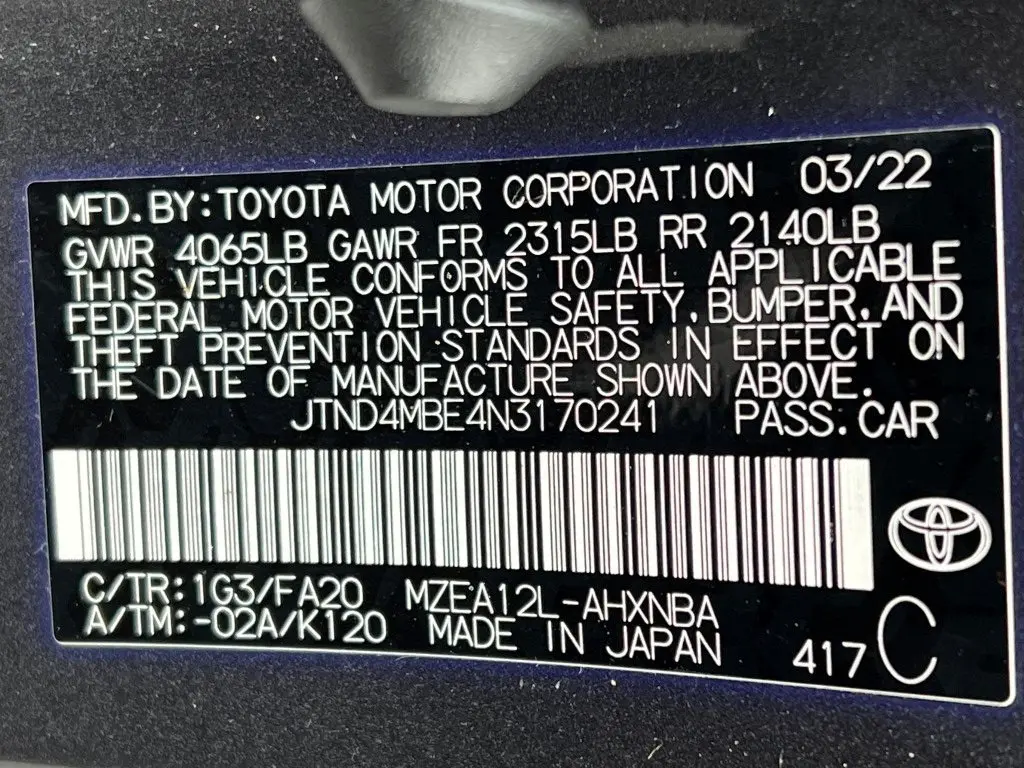 MFD.BY:TOYOTA MOTOR CORPORATION 03/22
GVWR 4065LB GAWR FR 2315LB RR 2140LB
THIS VEHICLE CONFORMS TO ALL APPLICABLE
FEDERAL MOTOR VEHICLE SAFETY,BUMPER,AND
THEFT PREVENTION STANDARDS IN EFFECT ON
THE DATE OF MANUFACTURE SHOWN ABOVE.
JTND4MBE4N3170241 PASS.CAR
C/TR:1G3/FA20 MZEA12L-AHXNBA
A/TM:-02A/K120 MADE IN JAPAN 417 C